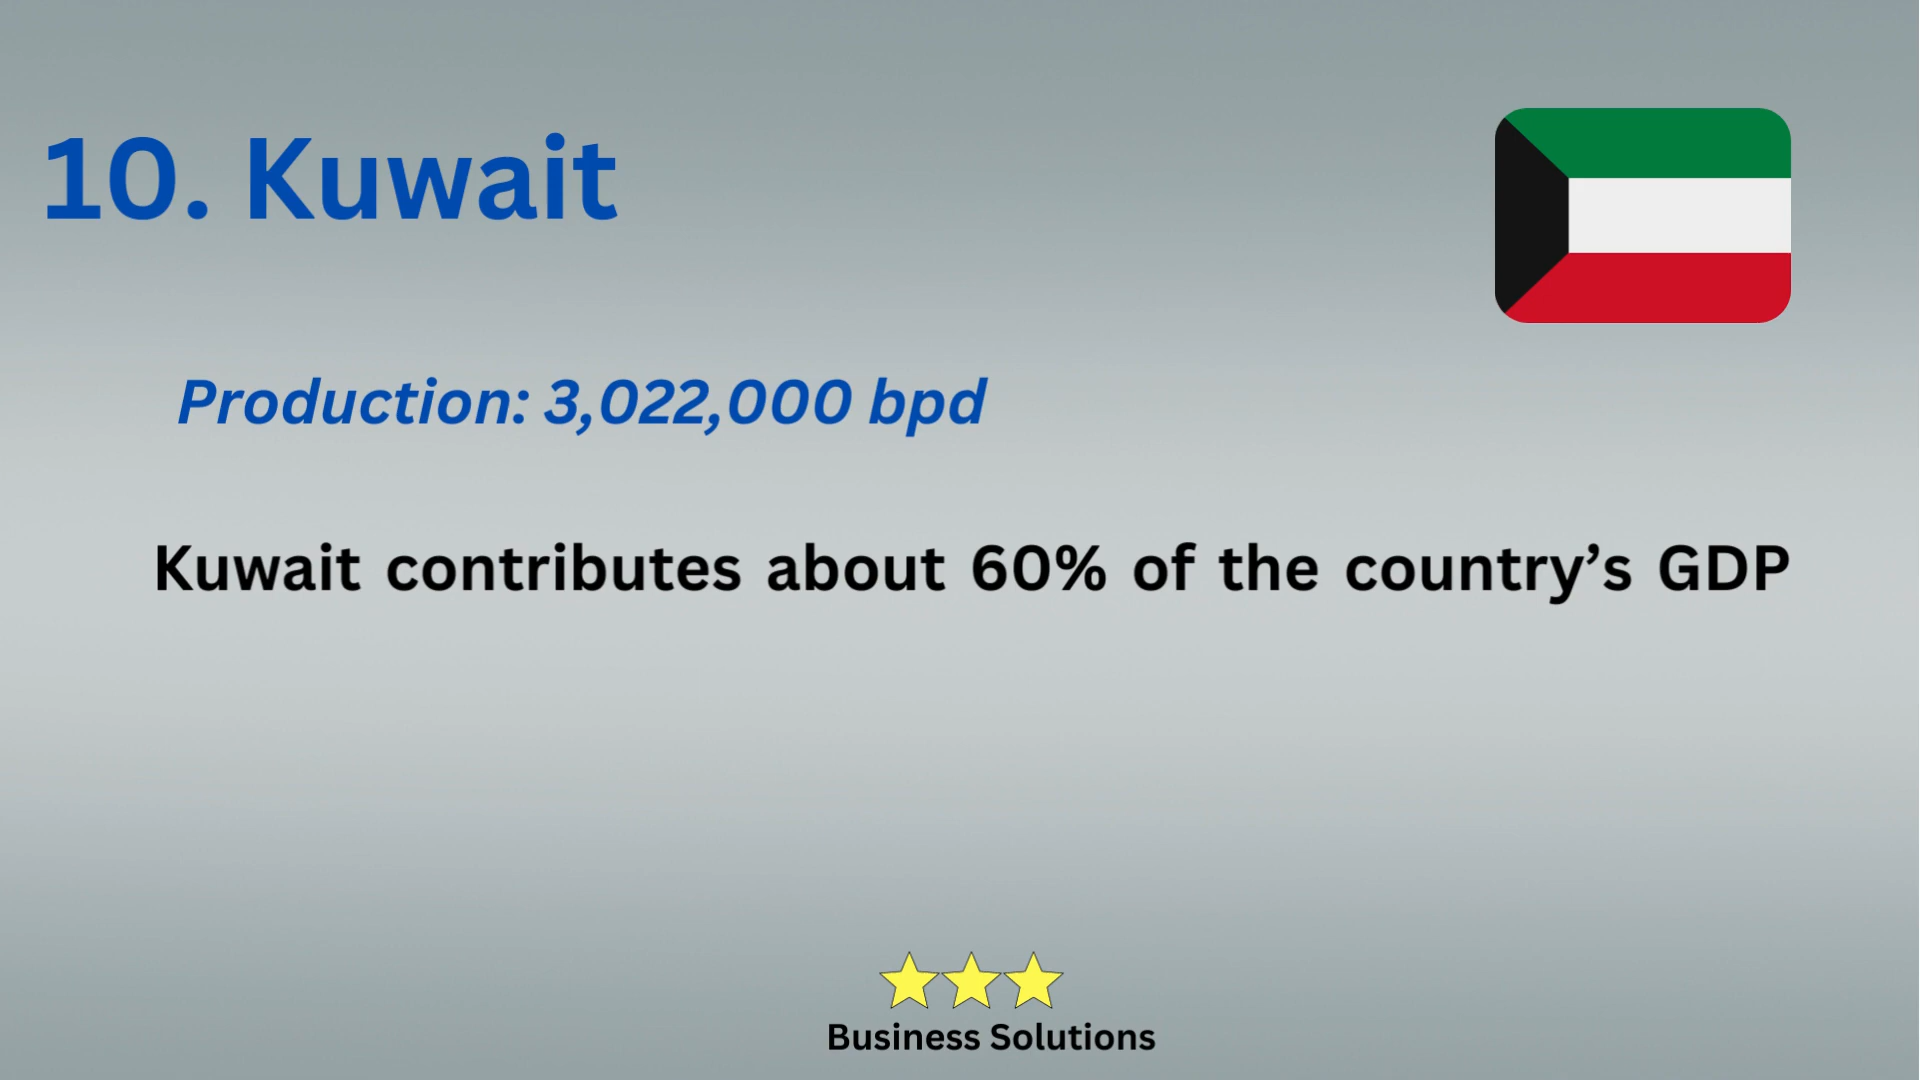 10. Kuwait
Production: 3,022,000 bpd
Kuwait contributes about 60% of the country’s GDP
Business Solutions